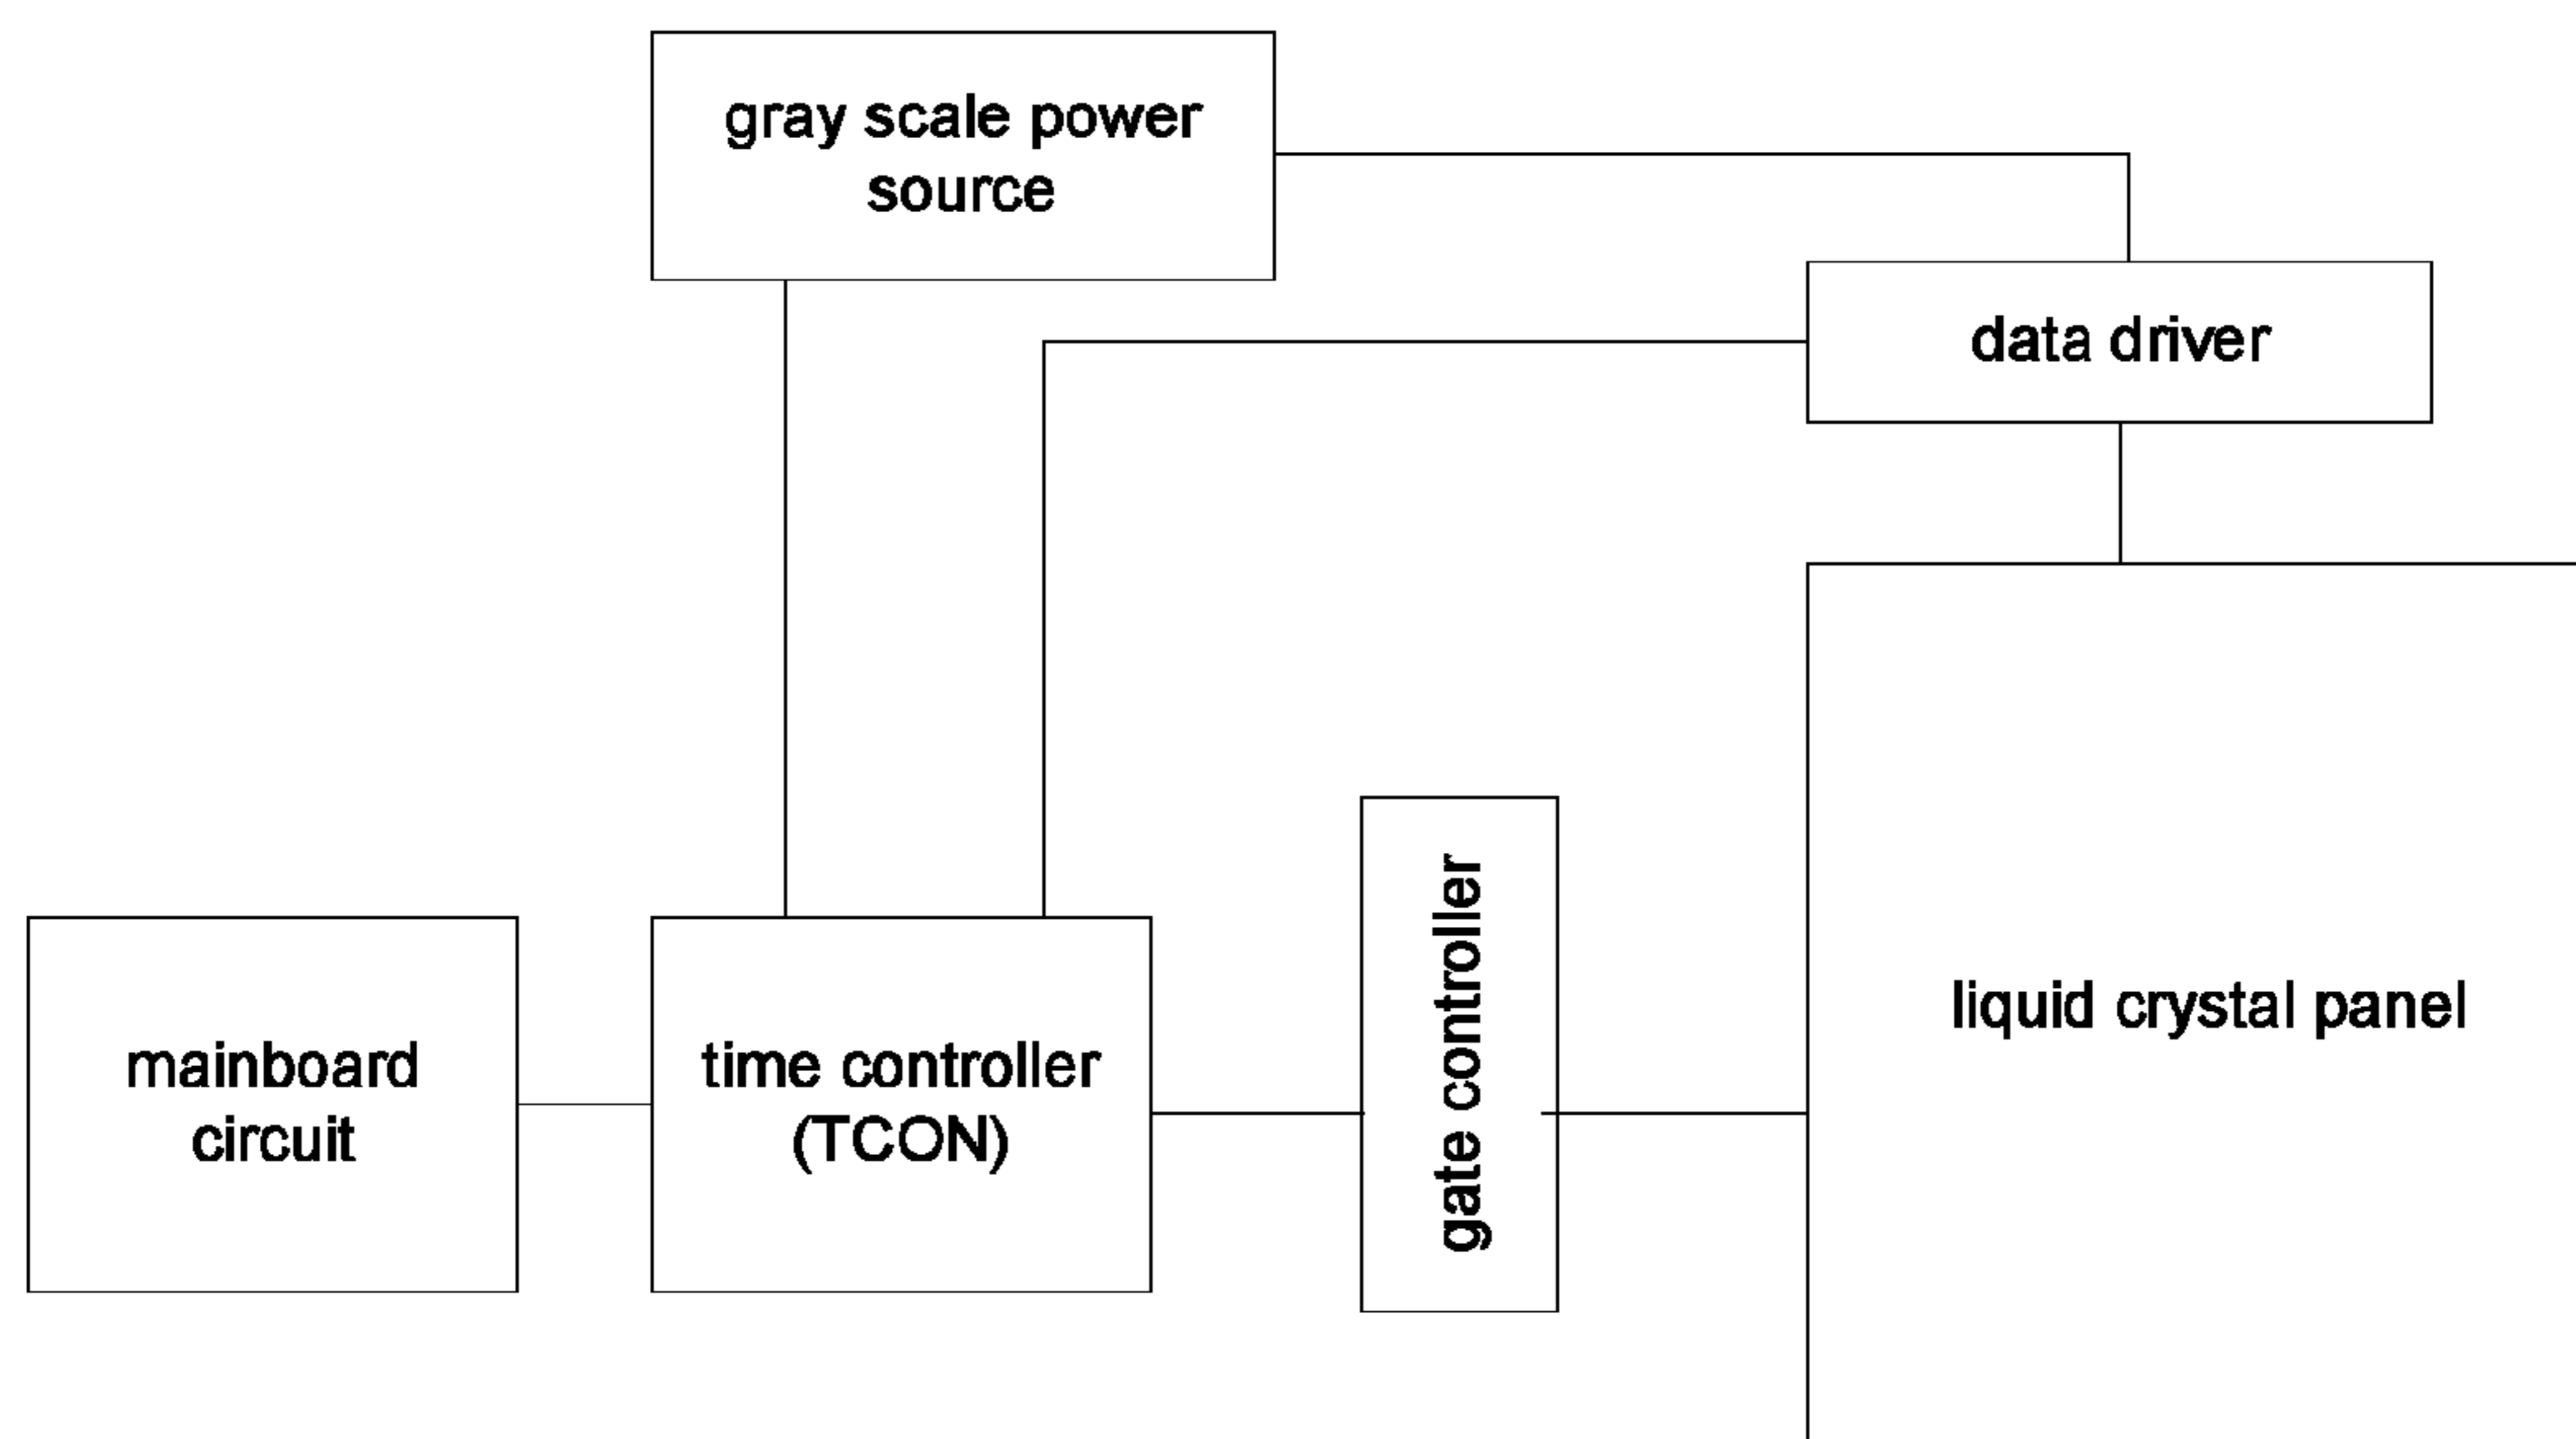 gray scale power
source
data driver
gate controller
liquid crystal panel
mainboard
circuit
time controller
(TCON)